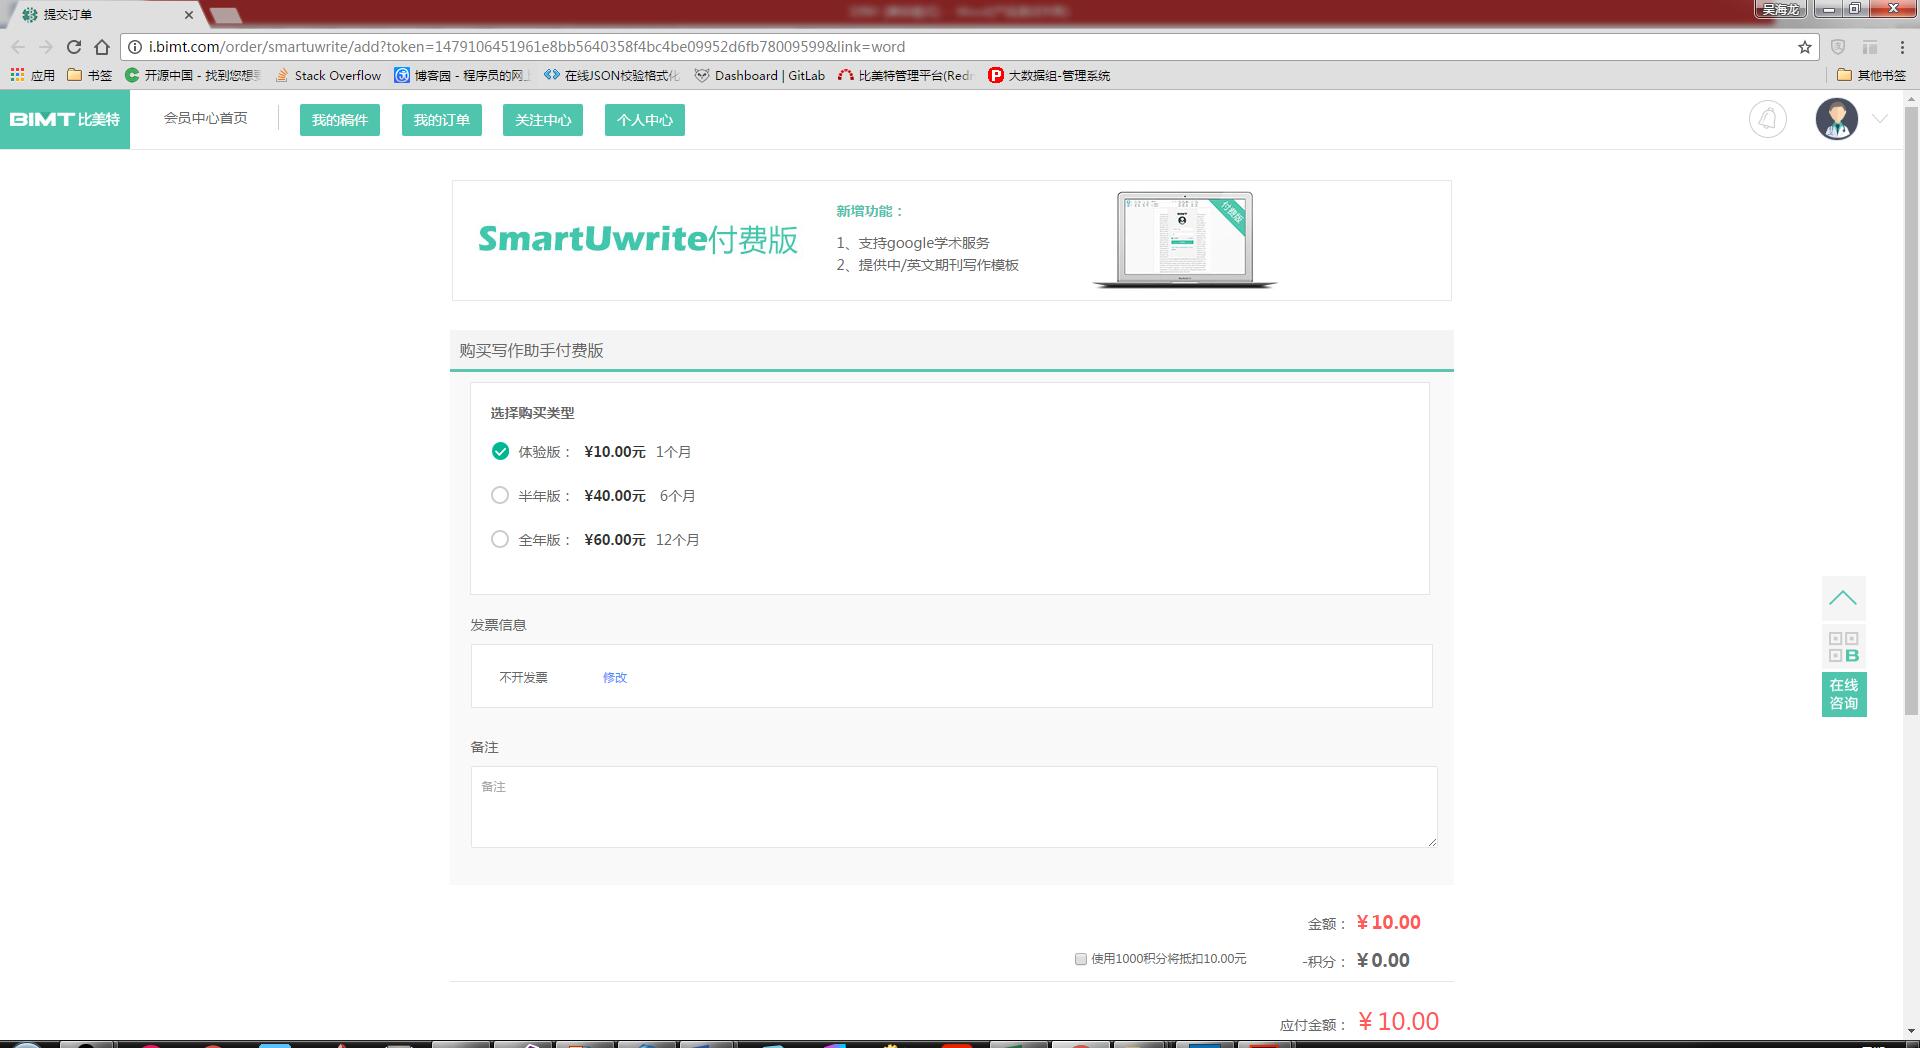 提交订单
吴海龙
i.bimt.com/order/smartuwrite/add?token=1479106451961e8bb5640358f4bc4be09952d6fb78009599&link=word
应用 书签 开源中国 - 找到您想 Stack Overflow 博客园 - 程序员的网 在线JSON校验格式化 Dashboard | GitLab 比美特管理平台(Red 大数据组-管理系统 其他书签
BIMT 比美特 会员中心首页 我的稿件 我的订单 关注中心 个人中心
SmartUwrite付费版
新增功能：
1、支持google学术服务
2、提供中/英文期刊写作模板
付费版
购买写作助手付费版
选择购买类型
体验版： ¥10.00元 1个月
半年版： ¥40.00元 6个月
全年版： ¥60.00元 12个月
发票信息
不开发票 修改
备注
备注
B
在线
咨询
金额： ¥10.00
使用1000积分将抵扣10.00元 -积分： ¥0.00
应付金额： ¥10.00